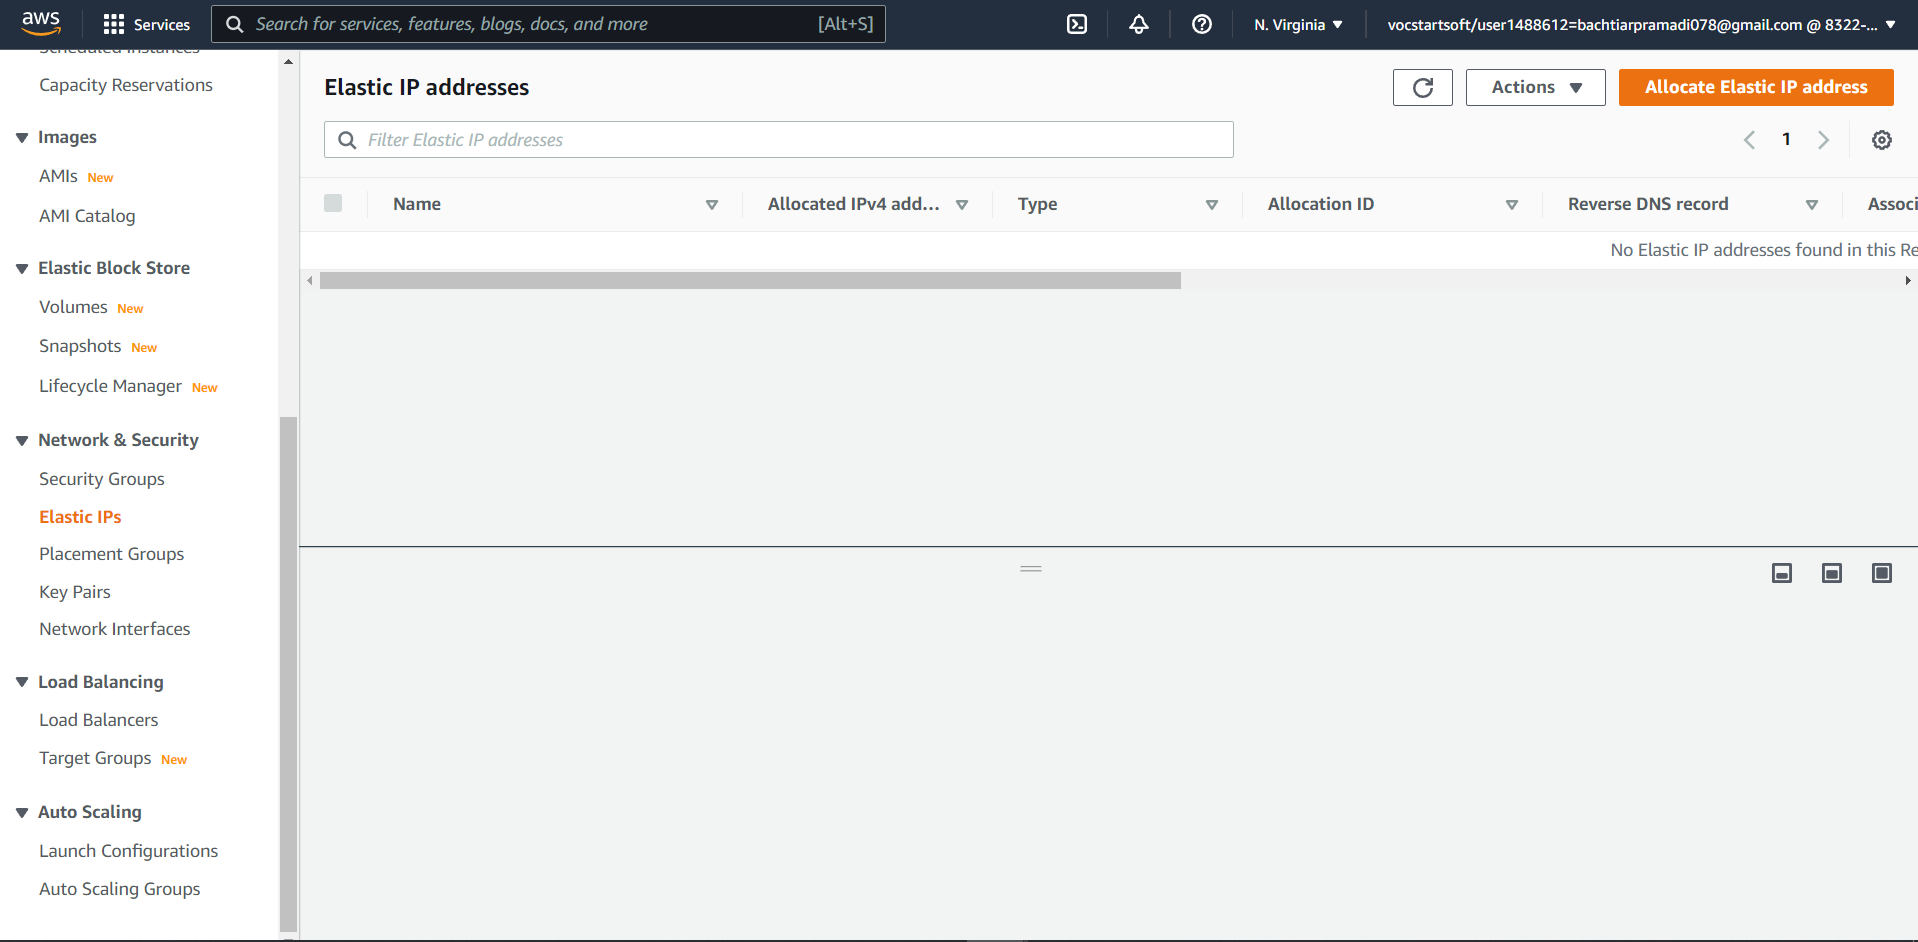 aws
Services
Search for services, features, blogs, docs, and more [Alt+S]
N. Virginia
vocstartsoft/user1488612=bachtiarpramadi078@gmail.com @ 8322-...
Scheduled Instances
Capacity Reservations
Images
AMIs New
AMI Catalog
Elastic Block Store
Volumes New
Snapshots New
Lifecycle Manager New
Network & Security
Security Groups
Elastic IPs
Placement Groups
Key Pairs
Network Interfaces
Load Balancing
Load Balancers
Target Groups New
Auto Scaling
Launch Configurations
Auto Scaling Groups
Elastic IP addresses
Actions
Allocate Elastic IP address
Filter Elastic IP addresses
1
Name
Allocated IPv4 add...
Type
Allocation ID
Reverse DNS record
Associ
No Elastic IP addresses found in this Re